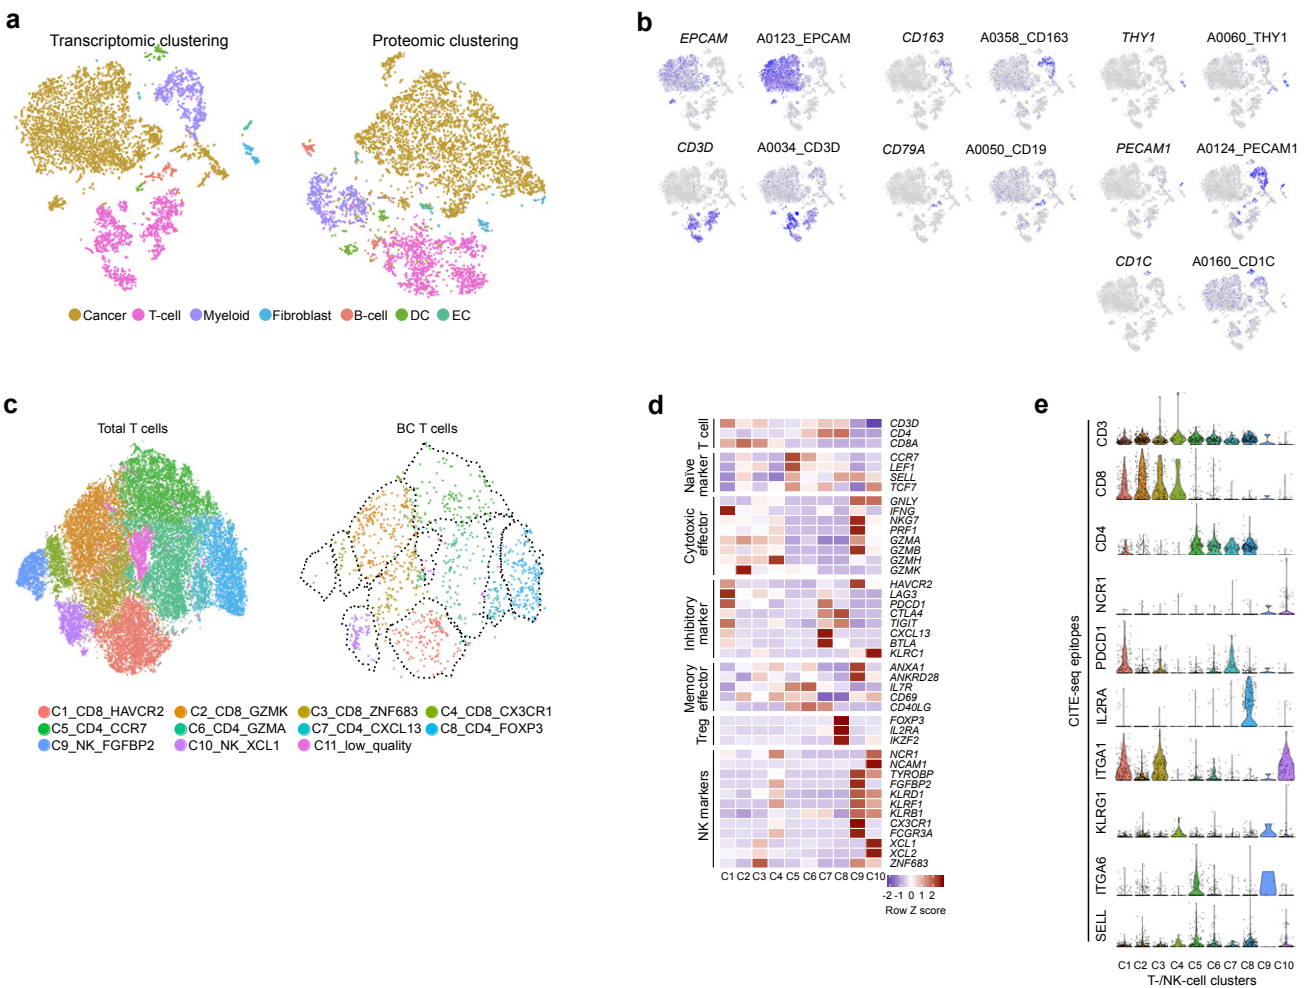 a
Transcriptomic clustering
Proteomic clustering
Cancer T-cell Myeloid Fibroblast B-cell DC EC
b
EPCAM A0123_EPCAM CD163 A0358_CD163 THY1 A0060_THY1
CD3D A0034_CD3D CD79A A0050_CD19 PECAM1 A0124_PECAM1
CD1C A0160_CD1C
c
Total T cells
BC T cells
C1_CD8_HAVCR2 C2_CD8_GZMK C3_CD8_ZNF683 C4_CD8_CX3CR1
C5_CD4_CCR7 C6_CD4_GZMA C7_CD4_CXCL13 C8_CD4_FOXP3
C9_NK_FGFBP2 C10_NK_XCL1 C11_low_quality
d
T cell
CD3D
CD4
CD8A
Naïve
marker
CCR7
LEF1
SELL
TCF7
Cytotoxic
effector
GNLY
IFNG
NKG7
PRF1
GZMA
GZMB
GZMH
GZMK
Inhibitory
marker
HAVCR2
LAG3
PDCD1
CTLA4
TIGIT
CXCL13
BTLA
KLRC1
Memory
effector
ANXA1
ANKRD28
IL7R
CD69
CD40LG
Treg
FOXP3
IL2RA
IKZF2
NK markers
NCR1
NCAM1
TYROBP
FGFBP2
KLRD1
KLRF1
KLRB1
CX3CR1
FCGR3A
XCL1
XCL2
ZNF683
C1 C2 C3 C4 C5 C6 C7 C8 C9 C10
-2 -1 0 1 2
Row Z score
e
CITE-seq epitoppes
CD3
CD8
CD4
NCR1
PDCD1
IL2RA
ITGA1
KLRG1
ITGA6
SELL
C1 C2 C3 C4 C5 C6 C7 C8 C9 C10
T-/NK-cell clusters